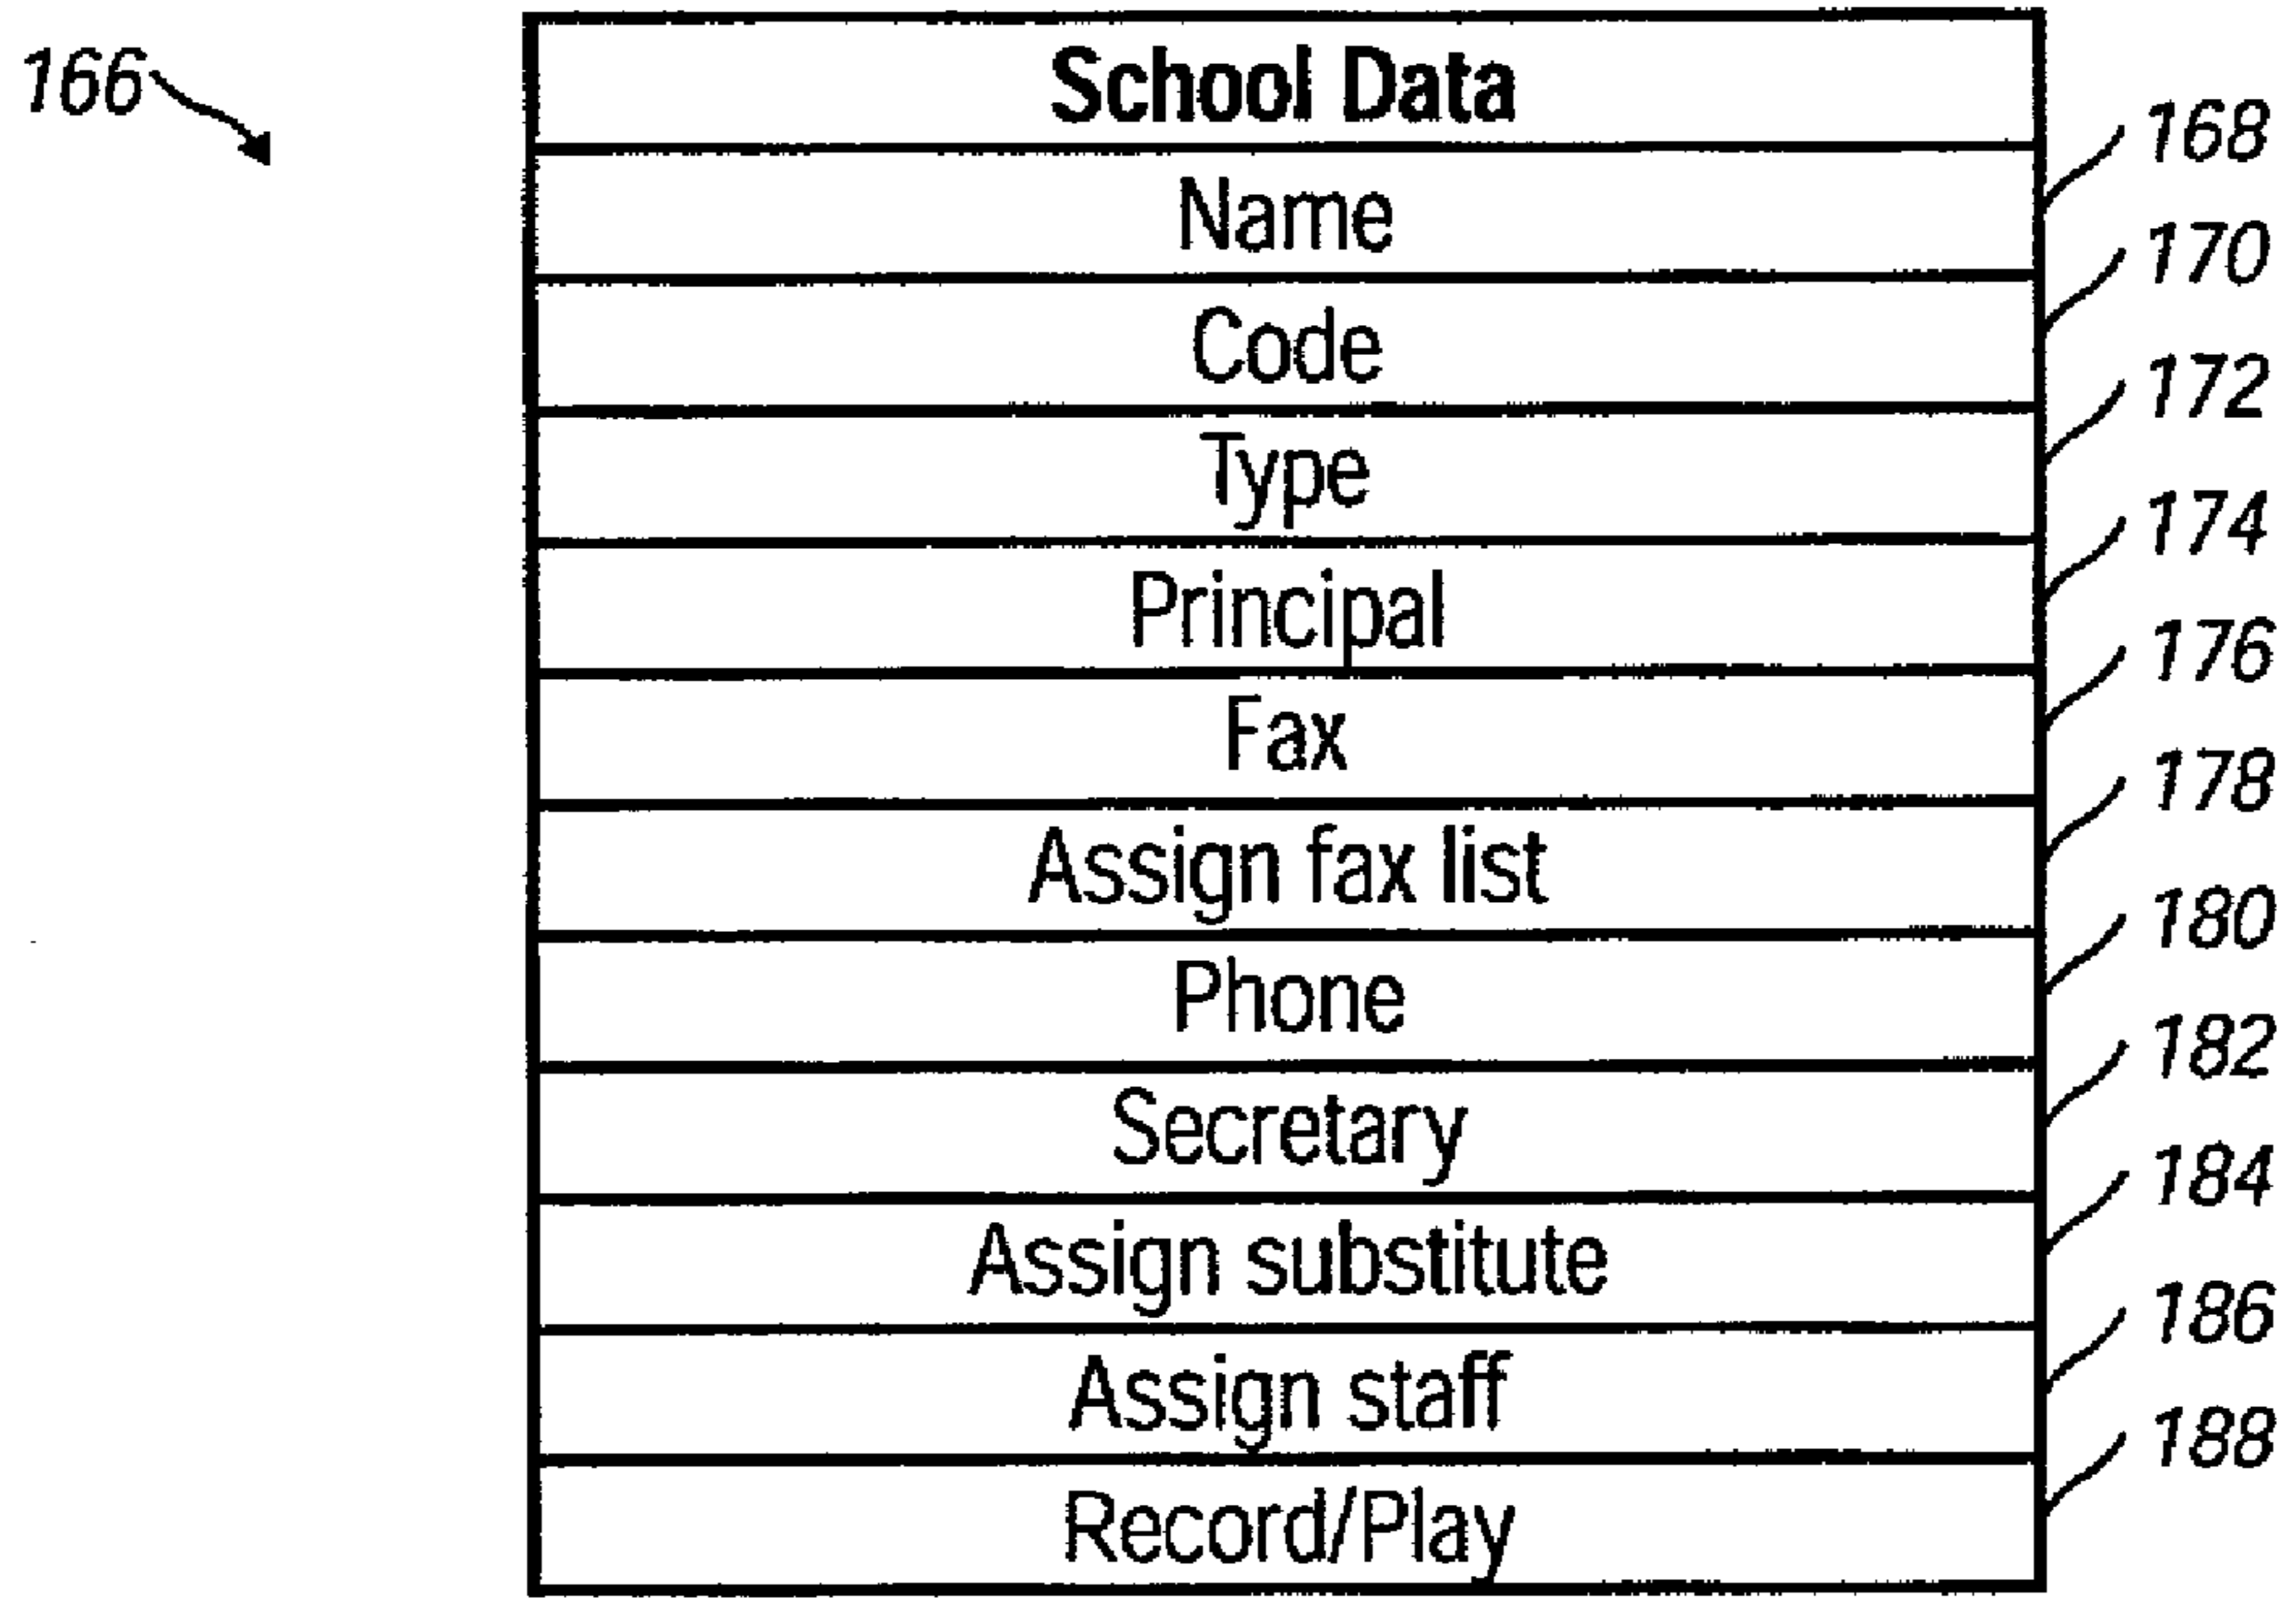 166
School Data
168
Name
170
Code
172
Type
174
Principal
176
Fax
178
Assign fax list
180
Phone
182
Secretary
184
Assign substitute
186
Assign staff
188
Record/Play